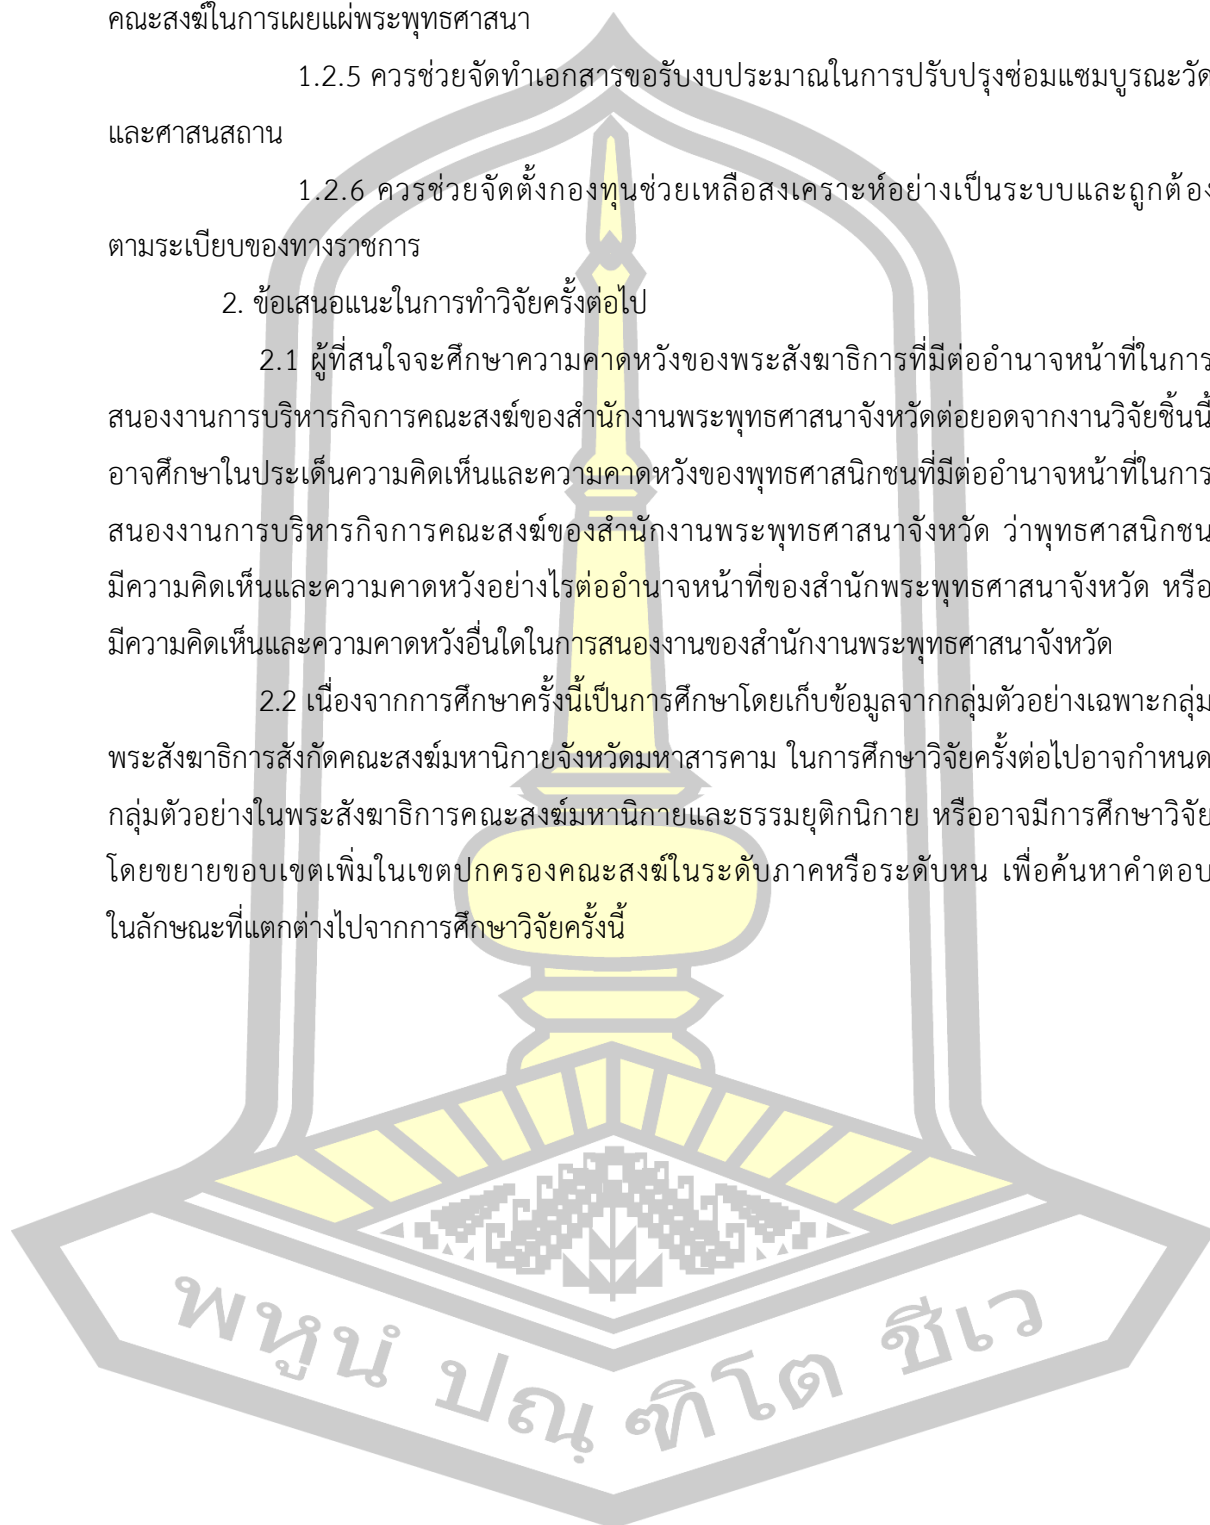 คณะสงฆ์ในการเผยแผ่พระพุทธศาสนา
1.2.5 ควรช่วยจัดทำเอกสารขอรับงบประมาณในการปรับปรุงซ่อมแซมบูรณะวัด
และศาสนสถาน
1.2.6 ควรช่วยจัดตั้งกองทุนช่วยเหลือสงเคราะห์อย่างเป็นระบบและถูกต้อง
ตามระเบียบของทางราชการ
2. ข้อเสนอแนะในการทำวิจัยครั้งต่อไป
2.1 ผู้ที่สนใจจะศึกษาความคาดหวังของพระสังฆาธิการที่มีต่ออำนาจหน้าที่ในการ
สนองงานการบริหารกิจการคณะสงฆ์ของสำนักงานพระพุทธศาสนาจังหวัดต่อยอดจากงานวิจัยชิ้นนี้
อาจศึกษาในประเด็นความคิดเห็นและความคาดหวังของพุทธศาสนิกชนที่มีต่ออำนาจหน้าที่ในการ
สนองงานการบริหารกิจการคณะสงฆ์ของสำนักงานพระพุทธศาสนาจังหวัด ว่าพุทธศาสนิกชน
มีความคิดเห็นและความคาดหวังอย่างไรต่ออำนาจหน้าที่ของสำนักพระพุทธศาสนาจังหวัด หรือ
มีความคิดเห็นและความคาดหวังอื่นใดในการสนองงานของสำนักงานพระพุทธศาสนาจังหวัด
2.2 เนื่องจากการศึกษาครั้งนี้เป็นการศึกษาโดยเก็บข้อมูลจากกลุ่มตัวอย่างเฉพาะกลุ่ม
พระสังฆาธิการสังกัดคณะสงฆ์มหานิกายจังหวัดมหาสารคาม ในการศึกษาวิจัยครั้งต่อไปอาจกำหนด
กลุ่มตัวอย่างในพระสังฆาธิการคณะสงฆ์มหานิกายและธรรมยุติกนิกาย หรืออาจมีการศึกษาวิจัย
โดยขยายขอบเขตเพิ่มในเขตปกครองคณะสงฆ์ในระดับภาคหรือระดับหน เพื่อค้นหาคำตอบ
ในลักษณะที่แตกต่างไปจากการศึกษาวิจัยครั้งนี้
พหูนํ ปณฺฑิโต ชีเว